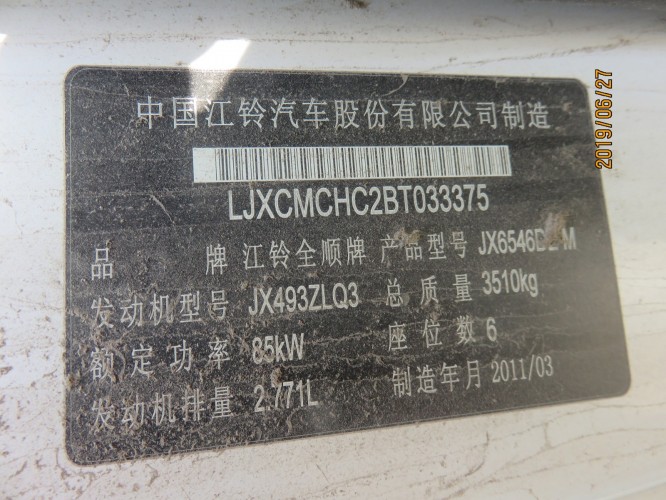 中国江铃汽车股份有限公司制造
LJXCMCHC2BT033375
品 牌 江铃全顺牌 产品型号
发动机型号 JX493ZLQ3 总质量 3510kg
额定功率 85kW 座位数 6
发动机排量 2.771L 制造年月 2011/03
2019/06/27